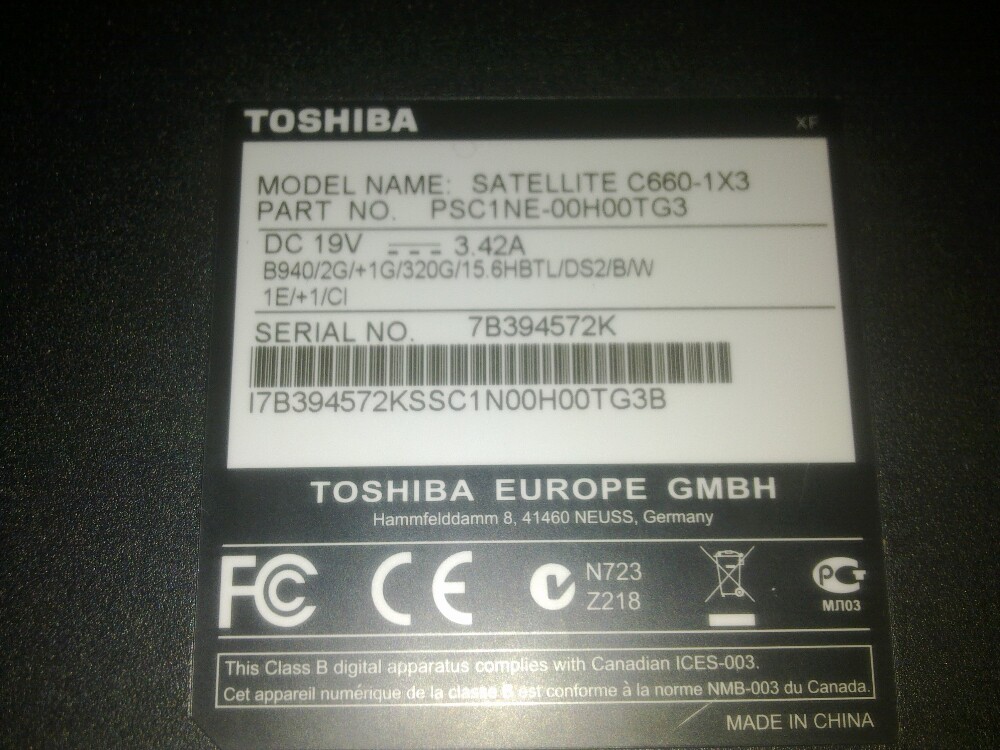 TOSHIBA
XF
MODEL NAME: SATELLITE C660-1X3
PART NO. PSC1NE-00H00TG3
DC 19V 3.42A
B940/2G/+1G/320G/15.6HBTL/DS2/B/W
1E/+1/CI
SERIAL NO. 7B394572K
I7B394572KSSC1N00H00TG3B
TOSHIBA EUROPE GMBH
Hammfelddamm 8, 41460 NEUSS, Germany
FC CE N723
Z218
PCT
МЛ03
This Class B digital apparatus complies with Canadian ICES-003.
Cet appareil numérique de la classe B est conforme à la norme NMB-003 du Canada.
MADE IN CHINA